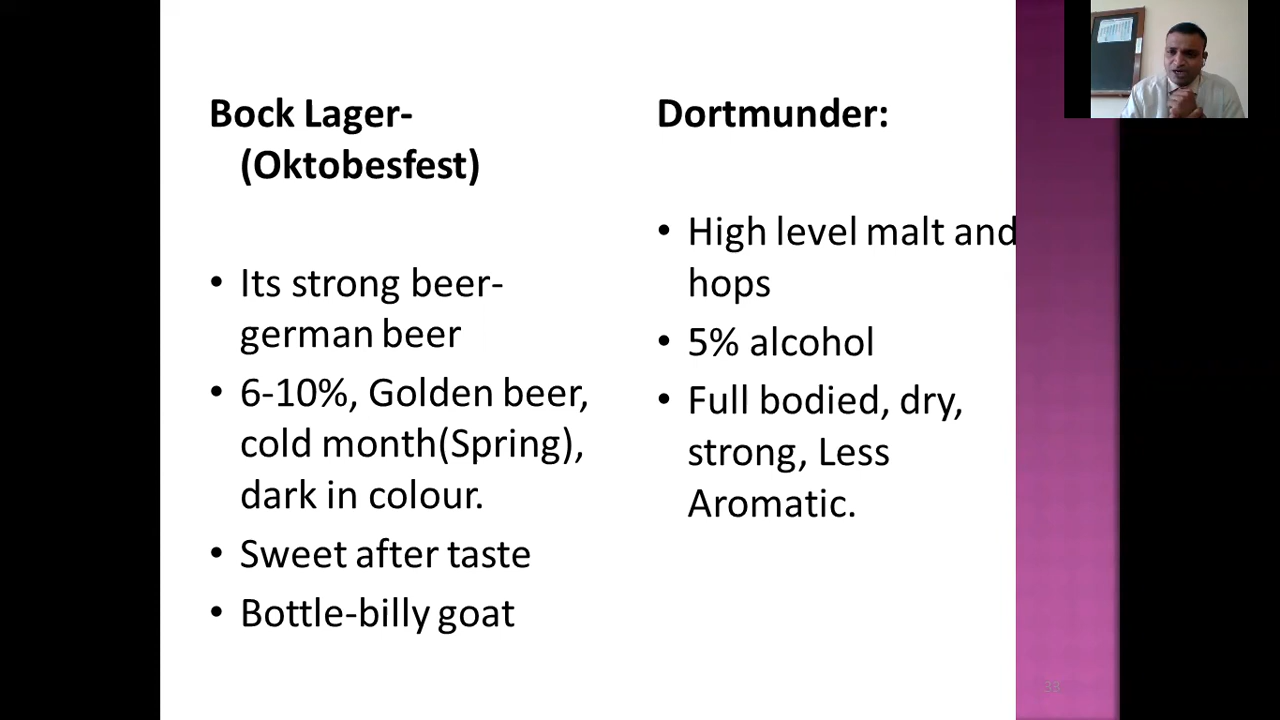 Bock Lager-
(Oktobesfest)
• Its strong beer-
german beer
• 6-10%, Golden beer,
cold month(Spring),
dark in colour.
• Sweet after taste
• Bottle-billy goat
Dortmunder:
• High level malt and
hops
• 5% alcohol
• Full bodied, dry,
strong, Less
Aromatic.
33